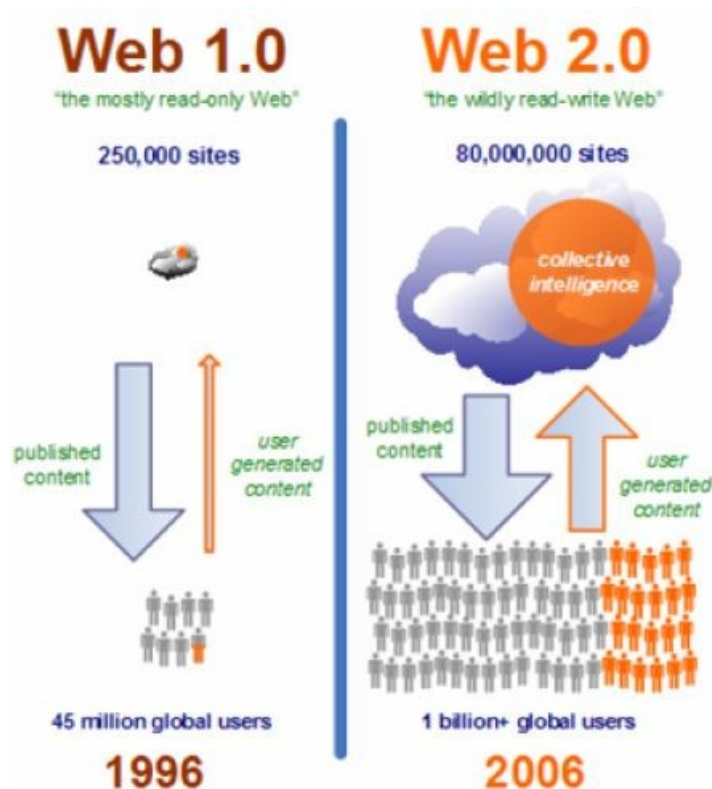 Web 1.0
"the mostly read-only Web"
250,000 sites
published
content
user
generated
content
45 million global users
1996
Web 2.0
"the wildly read-write Web"
80,000,000 sites
collective
intelligence
published
content
user
generated
content
1 billion+ global users
2006